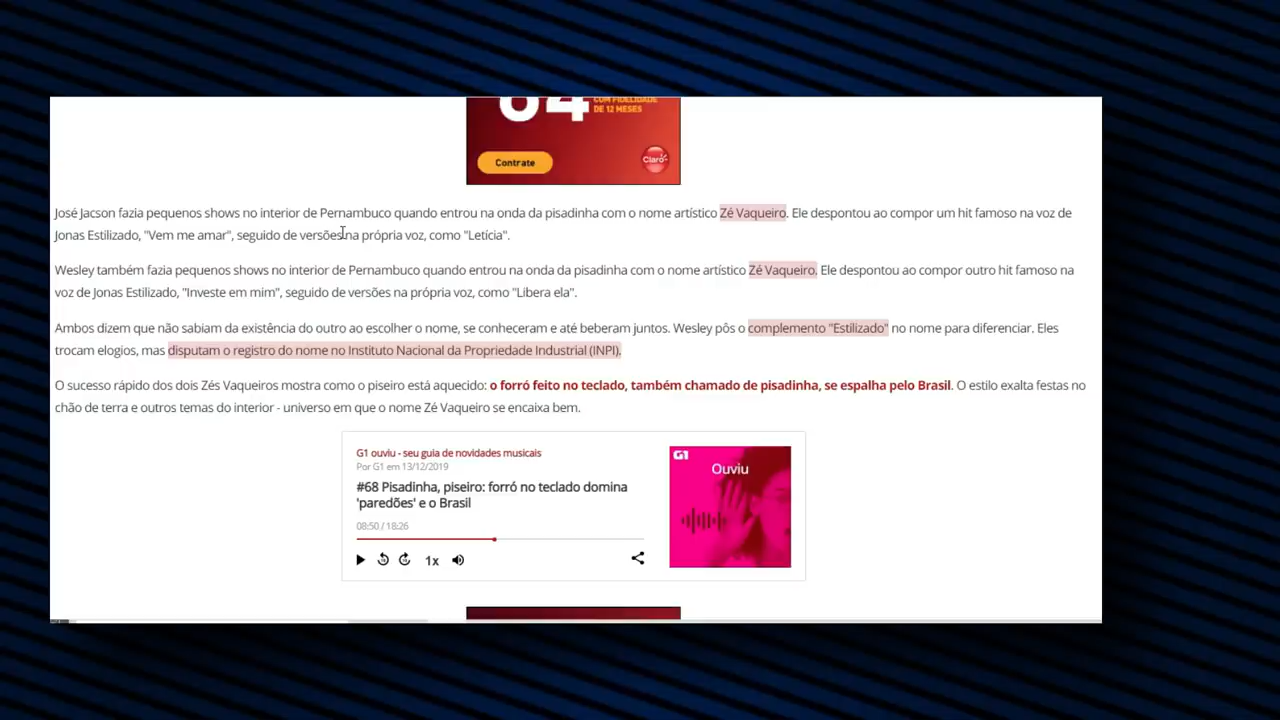 64
COM FIDELIDADE
DE 12 MESES
Contrate
Claro
José Jacson fazia pequenos shows no interior de Pernambuco quando entrou na onda da pisadinha com o nome artístico Zé Vaqueiro. Ele despontou ao compor um hit famoso na voz de
Jonas Estilizado, "Vem me amar", seguido de versões na própria voz, como "Letícia".
Wesley também fazia pequenos shows no interior de Pernambuco quando entrou na onda da pisadinha com o nome artístico Zé Vaqueiro. Ele despontou ao compor outro hit famoso na
voz de Jonas Estilizado, "Investe em mim", seguido de versões na própria voz, como "Libera ela".
Ambos dizem que não sabiam da existência do outro ao escolher o nome, se conheceram e até beberam juntos. Wesley pôs o complemento "Estilizado" no nome para diferenciar. Eles
trocam elogios, mas disputam o registro do nome no Instituto Nacional da Propriedade Industrial (INPI).
O sucesso rápido dos dois Zés Vaqueiros mostra como o piseiro está aquecido: o forró feito no teclado, também chamado de pisadinha, se espalha pelo Brasil. O estilo exalta festas no
chão de terra e outros temas do interior - universo em que o nome Zé Vaqueiro se encaixa bem.
G1 ouviu - seu guia de novidades musicais
Por G1 em 13/12/2019
#68 Pisadinha, piseiro: forró no teclado domina
'paredões' e o Brasil
08:50 / 18:26
1x
G1
Ouviu